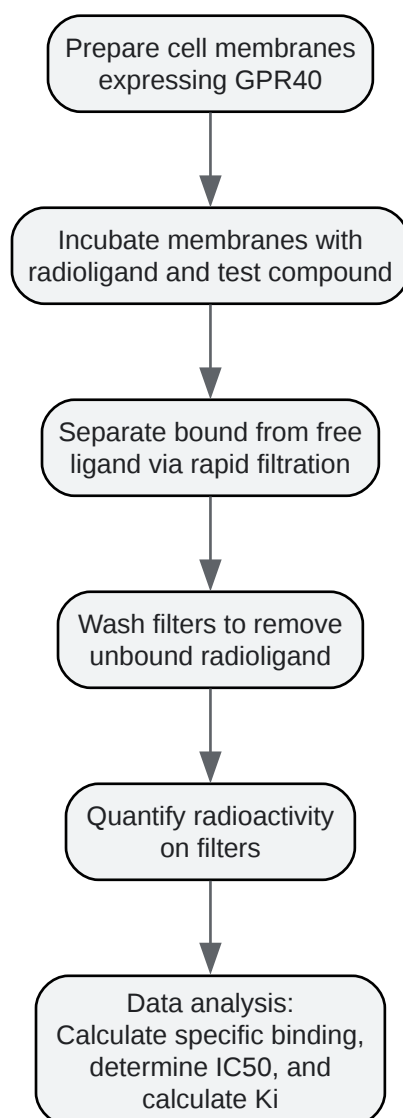 Prepare cell membranes
expressing GPR40
Incubate membranes with
radioligand and test compound
Separate bound from free
ligand via rapid filtration
Wash filters to remove
unbound radioligand
Quantify radioactivity
on filters
Data analysis:
Calculate specific binding,
determine IC50, and
calculate Ki